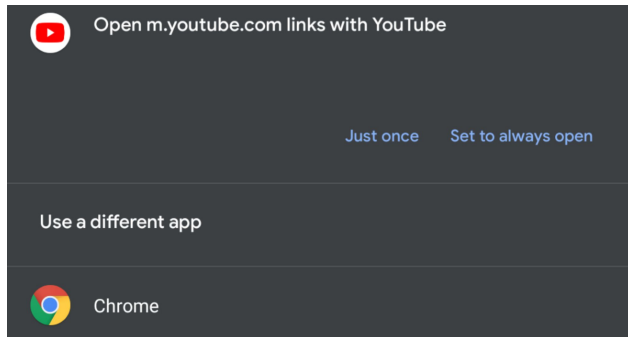 Open m.youtube.com links with YouTube
Just once Set to always open
Use a different app
Chrome